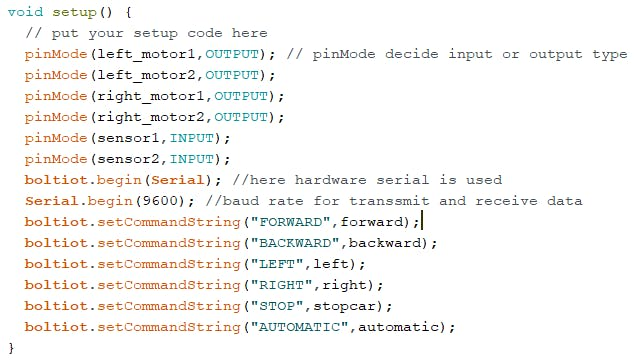 void setup() {
  // put your setup code here
  pinMode(left_motor1,OUTPUT); // pinMode decide input or output type
  pinMode(left_motor2,OUTPUT);
  pinMode(right_motor1,OUTPUT);
  pinMode(right_motor2,OUTPUT);
  pinMode(sensor1,INPUT);
  pinMode(sensor2,INPUT);
  boltiot.begin(Serial); //here hardware serial is used
  Serial.begin(9600); //baud rate for transsmit and receive data
  boltiot.setCommandString("FORWARD",forward);
  boltiot.setCommandString("BACKWARD",backward);
  boltiot.setCommandString("LEFT",left);
  boltiot.setCommandString("RIGHT",right);
  boltiot.setCommandString("STOP",stopcar);
  boltiot.setCommandString("AUTOMATIC",automatic);
}